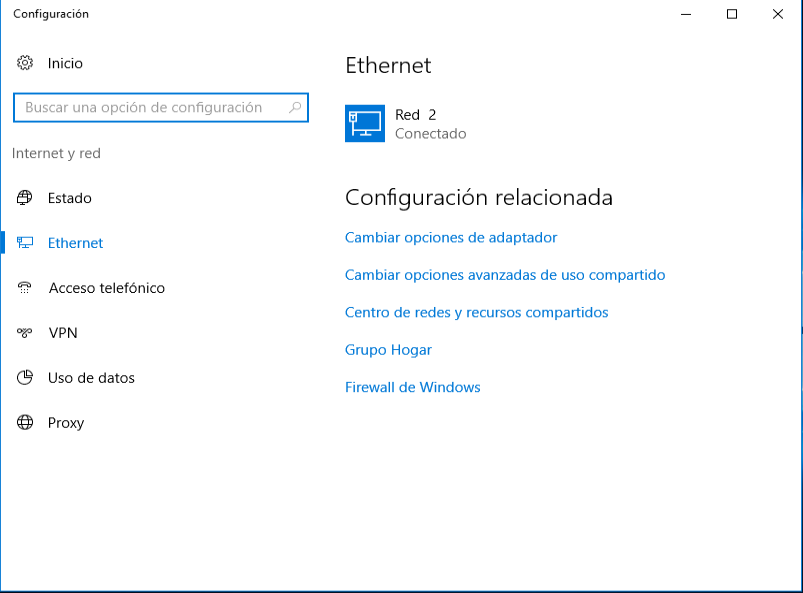 Configuración
Inicio
Buscar una opción de configuración
Internet y red
Estado
Ethernet
Acceso telefónico
VPN
Uso de datos
Proxy
Ethernet
Red 2
Conectado
Configuración relacionada
Cambiar opciones de adaptador
Cambiar opciones avanzadas de uso compartido
Centro de redes y recursos compartidos
Grupo Hogar
Firewall de Windows